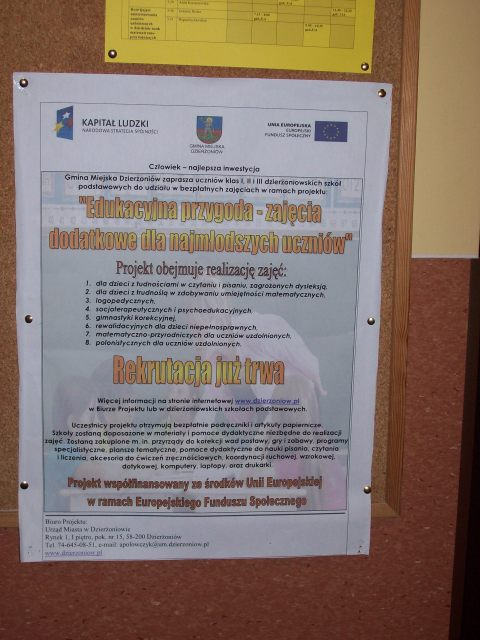 KAPITAŁ LUDZKI
NARODOWA STRATEGIA SPÓJNOŚCI
GMINA MIEJSKA
DZIERŻONIÓW
UNIA EUROPEJSKA
EUROPEJSKI
FUNDUSZ SPOŁECZNY
Człowiek – najlepsza inwestycja
Gmina Miejska Dzierżoniów zaprasza uczniów klas I, II i III dzierżoniowskich szkół
podstawowych do udziału w bezpłatnych zajęciach w ramach projektu:
"Edukacyjna przygoda - zajęcia
dodatkowe dla najmłodszych uczniów"
Projekt obejmuje realizację zajęć:
1. dla dzieci z trudnościami w czytaniu i pisaniu, zagrożonych dysleksją,
2. dla dzieci z trudnością w zdobywaniu umiejętności matematycznych,
3. logopedycznych,
4. socjoterapeutycznych i psychoedukacyjnych,
5. gimnastyki korekcyjnej,
6. rewalidacyjnych dla dzieci niepełnosprawnych,
7. matematyczno-przyrodniczych dla uczniów uzdolnionych,
8. polonistycznych dla uczniów uzdolnionych.
Rekrutacja już trwa
Więcej informacji na stronie internetowej www.dzierzoniow.pl
w Biurze Projektu lub w dzierżoniowskich szkołach podstawowych.
Uczestnicy projektu otrzymują bezpłatnie podręczniki i artykuły papiernicze.
Szkoły zostaną doposażone w materiały i pomoce dydaktyczne niezbędne do realizacji
zajęć. Zostaną zakupione m. in. przyrządy do korekcji wad postawy, gry i zabawy, programy
specjalistyczne, plansze tematyczne, pomoce dydaktyczne do nauki pisania, czytania
i liczenia, akcesoria do ćwiczeń zręcznościowych, koordynacji ruchowej, wzrokowej,
dotykowej, komputery, laptopy, oraz drukarki.
Projekt współfinansowany ze środków Unii Europejskiej
w ramach Europejskiego Funduszu Społecznego
Biuro Projektu:
Urząd Miasta w Dzierżoniowie
Rynek 1, I piętro, pok. nr 15, 58-200 Dzierżoniów
Tel. 74-645-08-51, e-mail: apolowczyk@um.dzierzoniow.pl
www.dzierzoniow.pl